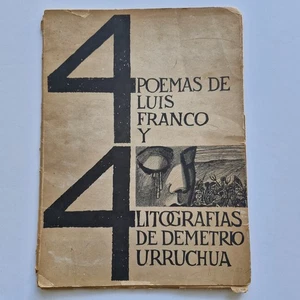 4
POEMAS DE
LUIS
FRANCO
Y
4
LITOGRAFIAS
DE DEMETRIO
URRUCHUA